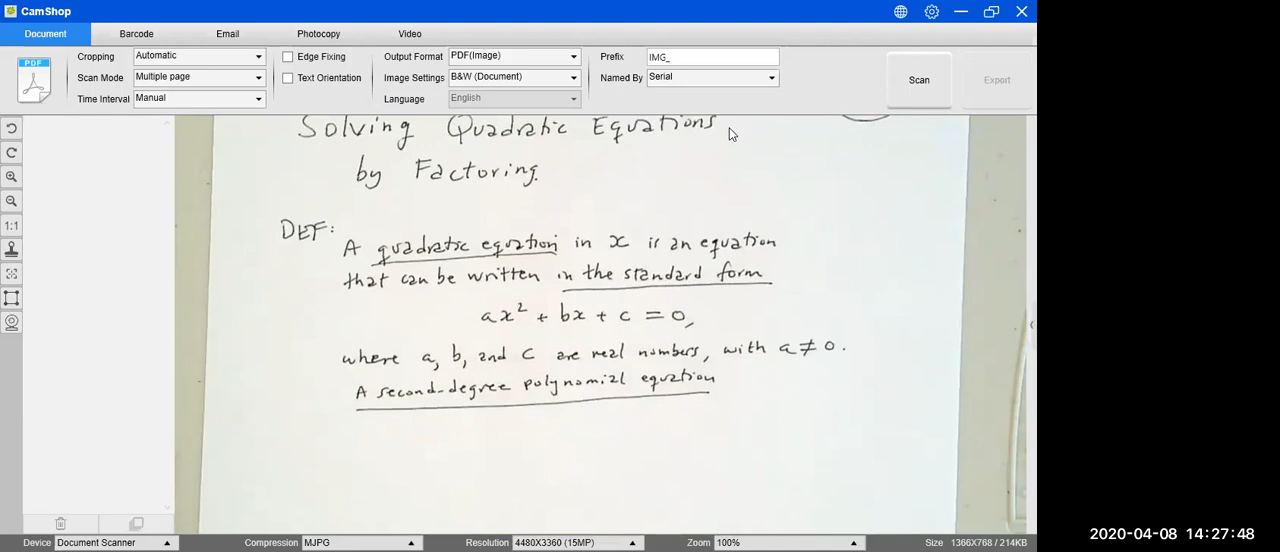 CamShop
Document Barcode Email Photocopy Video
Cropping Automatic Edge Fixing Output Format PDF(Image) Prefix IMG_
PDF Scan Mode Multiple page Text Orientation Image Settings B&W (Document) Named By Serial Scan Export
Time Interval Manual Language English
Solving Quadratic Equations
by Factoring.
DEF:
A quadratic equation in x is an equation
that can be written in the standard form
ax² + bx + c = 0,
where a, b, and c are real numbers, with a ≠ 0.
A second-degree polynomial equation
1:1
Device Document Scanner Compression MJPG Resolution 4480X3360 (15MP) Zoom 100% Size 1366X768 / 214KB
2020-04-08 14:27:48